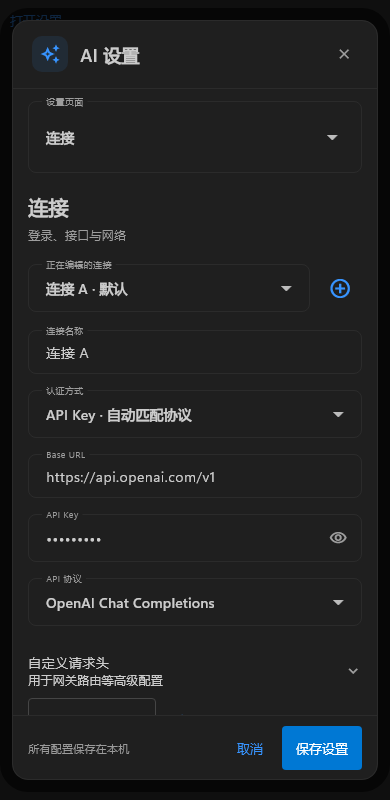 打开设置
AI 设置
设置页面
连接
连接
登录、接口与网络
正在编辑的连接
连接 A · 默认
连接名称
连接 A
认证方式
API Key · 自动匹配协议
Base URL
https://api.openai.com/v1
API Key
•••••••••
API 协议
OpenAI Chat Completions
自定义请求头
用于网关路由等高级配置
所有配置保存在本机
取消
保存设置